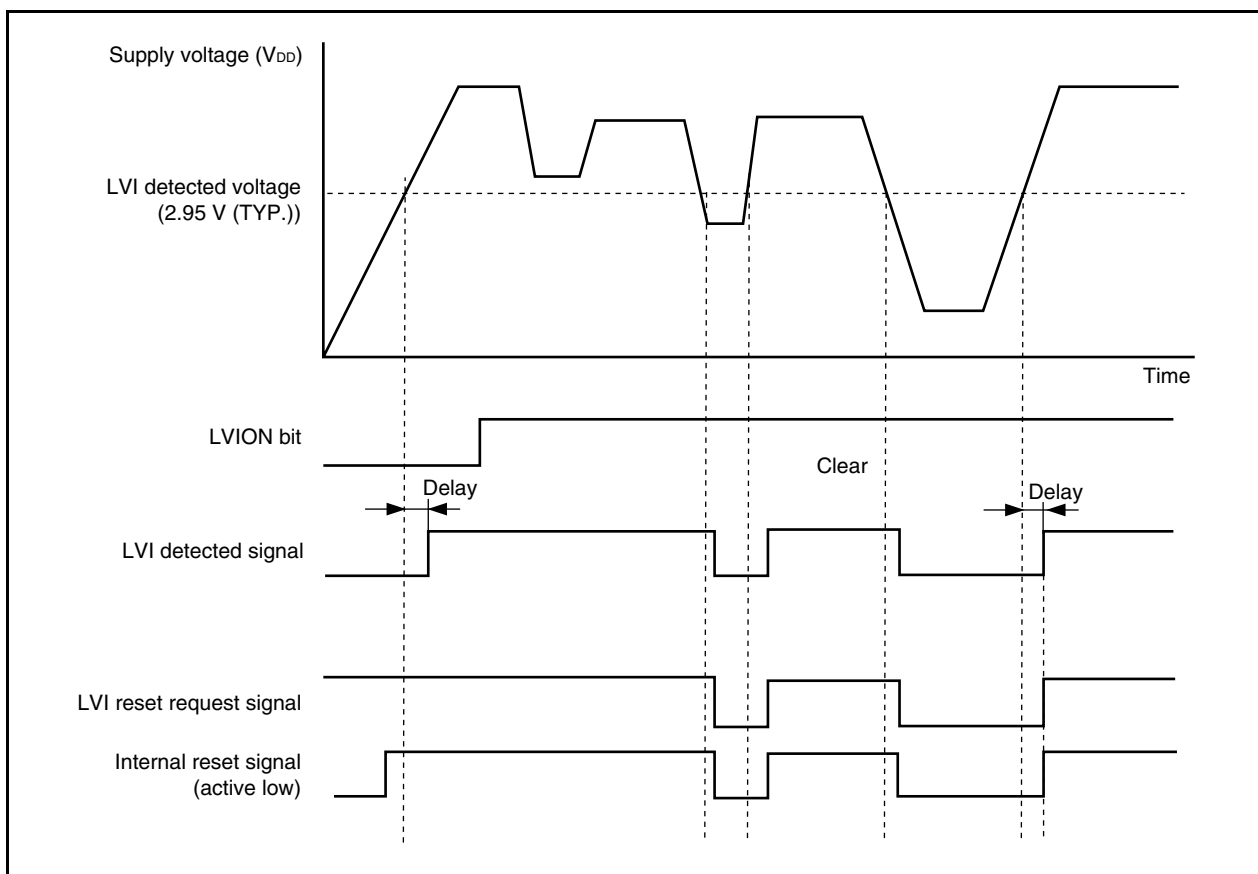 Supply voltage (VDD)
LVI detected voltage
(2.95 V (TYP.))
Time
LVION bit
Clear
Delay
Delay
LVI detected signal
LVI reset request signal
Internal reset signal
(active low)